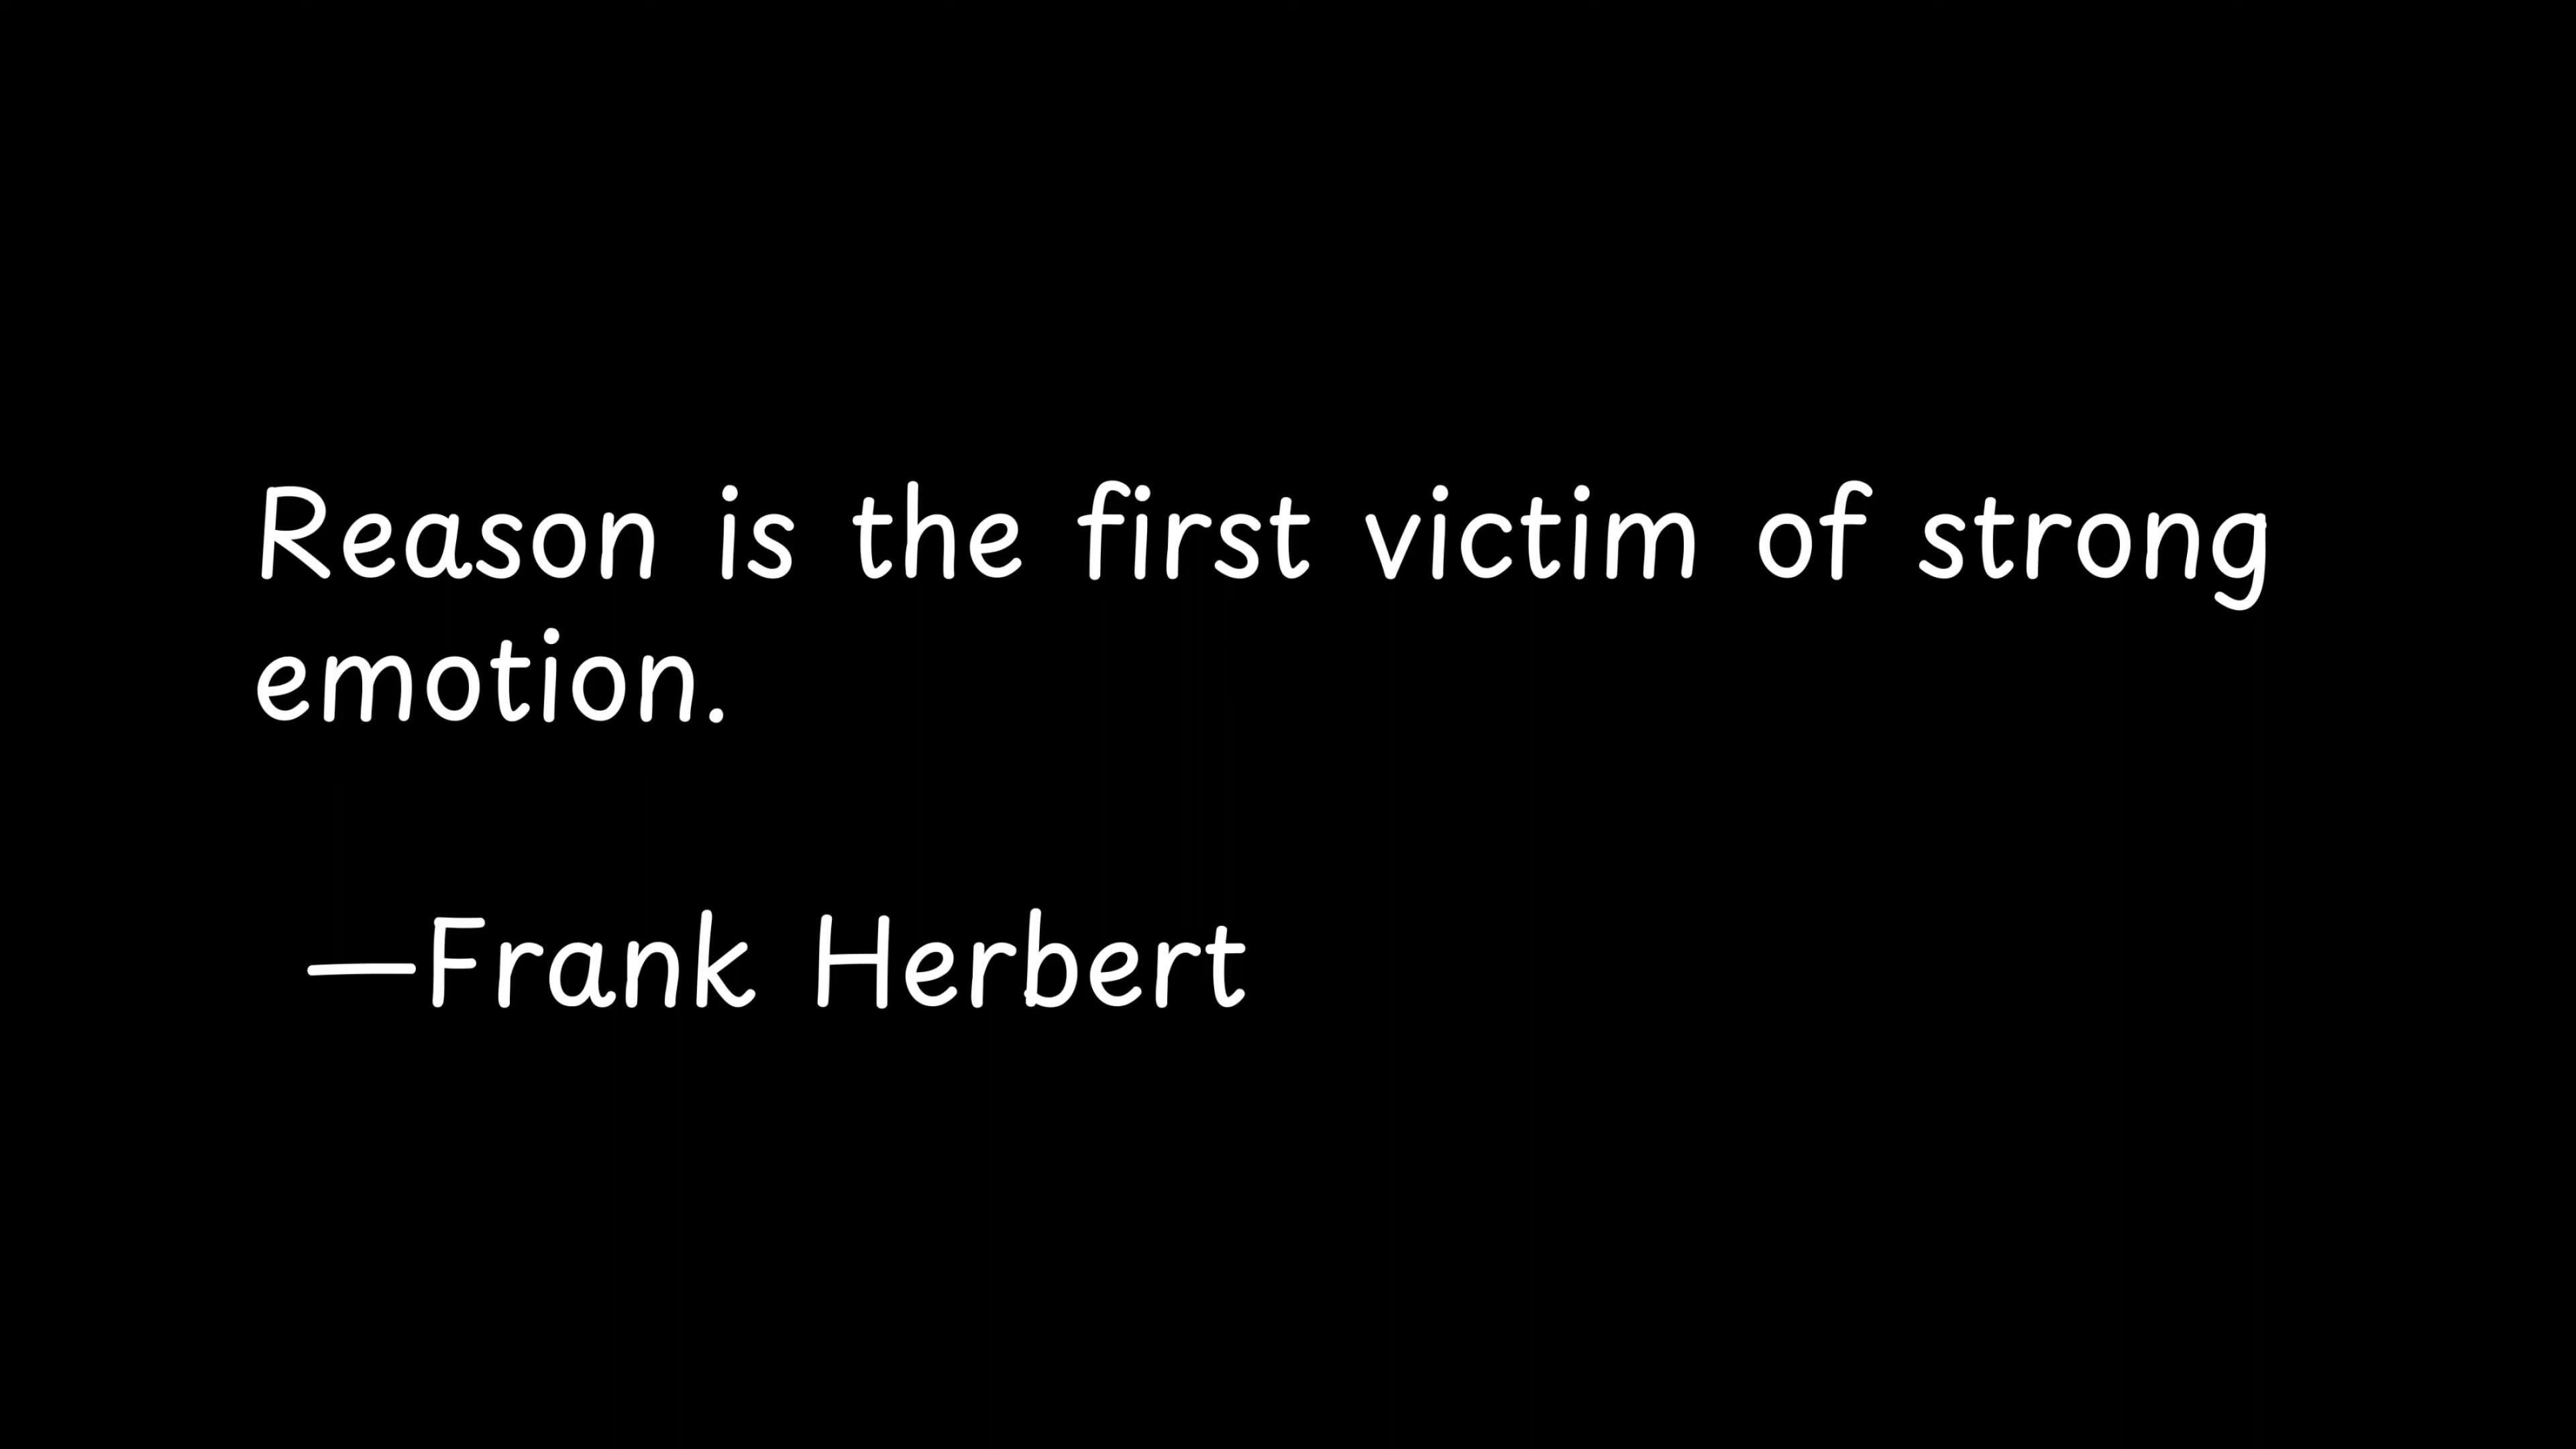 Reason is the first victim of strong
emotion.
—Frank Herbert